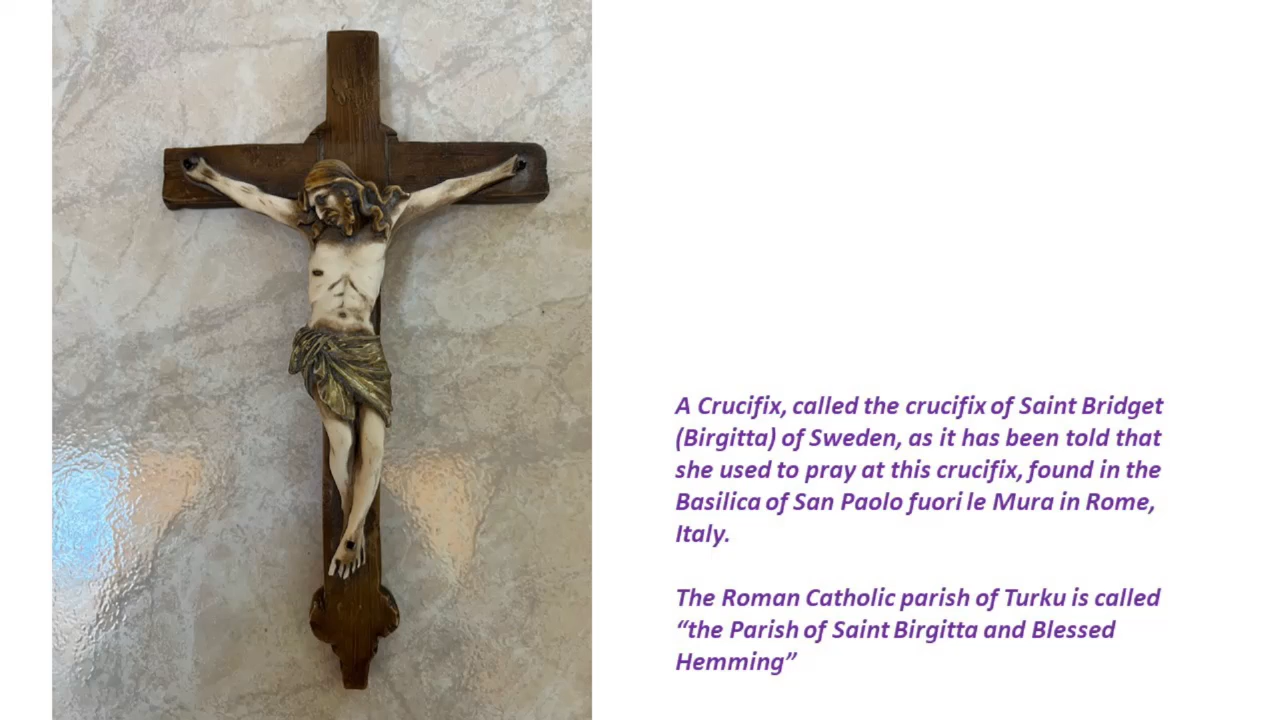 A Crucifix, called the crucifix of Saint Bridget
(Birgitta) of Sweden, as it has been told that
she used to pray at this crucifix, found in the
Basilica of San Paolo fuori le Mura in Rome,
Italy.
The Roman Catholic parish of Turku is called
“the Parish of Saint Birgitta and Blessed
Hemming”